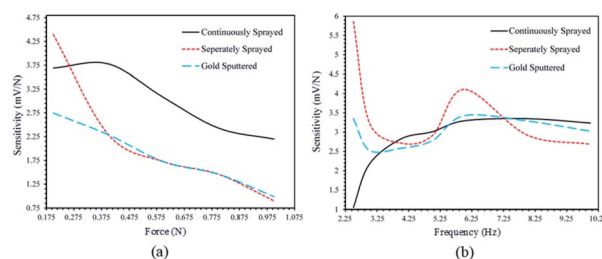 4.75
4.25
3.75
3.25
2.75
2.25
1.75
1.25
0.75
Sensitivity (mV/N)
Continuously Sprayed
Seperately Sprayed
Gold Sputtered
0.175 0.275 0.375 0.475 0.575 0.675 0.775 0.875 0.975 1.075
Force (N)
(a)
6
5.5
5
4.5
4
3.5
3
2.5
2
1.5
1
Sensitivity (mV/N)
Continuously Sprayed
Seperately Sprayed
Gold Sputtered
2.25 3.25 4.25 5.25 6.25 7.25 8.25 9.25 10.2
Frequency (Hz)
(b)